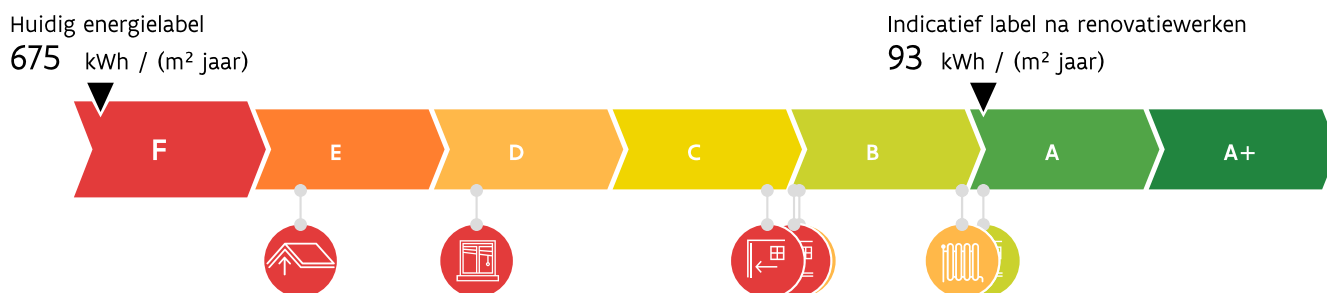 Huidig energielabel
675 kWh / (m² jaar)
Indicatief label na renovatiewerken
93 kWh / (m² jaar)
F E D C B A A+